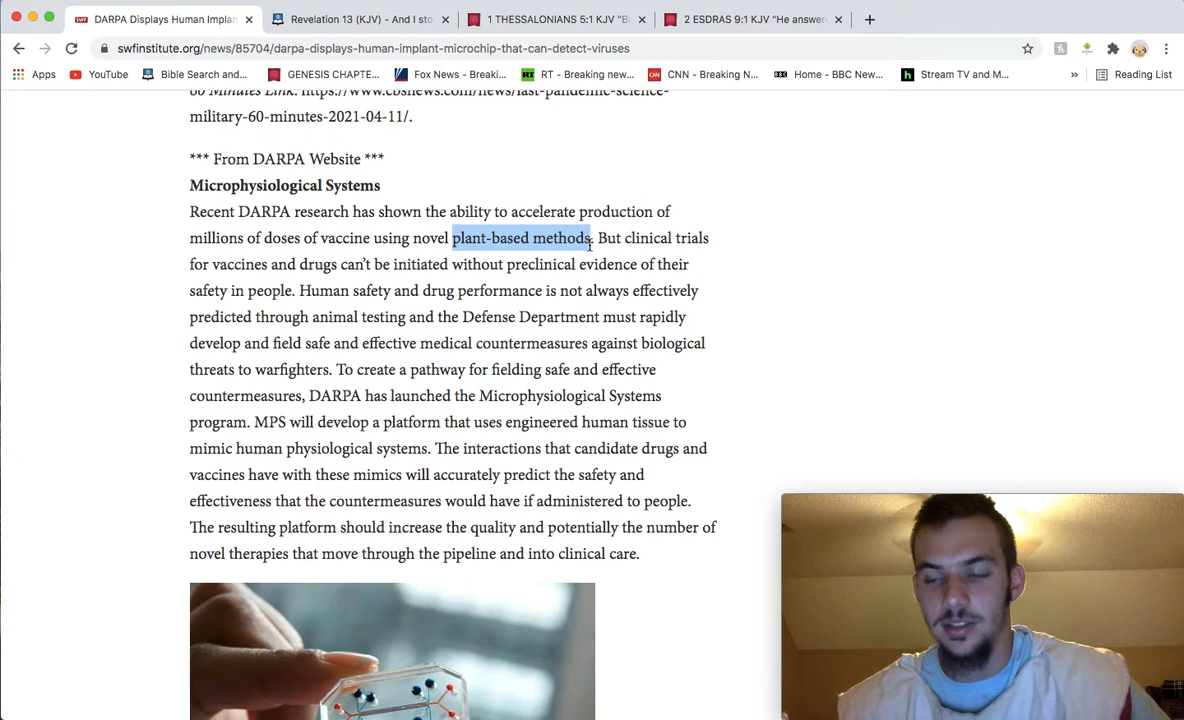 DARPA Displays Human Implan
Revelation 13 (KJV) - And I sto
1 THESSALONIANS 5:1 KJV "Bu
2 ESDRAS 9:1 KJV "He answer
swfinstitute.org/news/85704/darpa-displays-human-implant-microchip-that-can-detect-viruses
Apps
YouTube
Bible Search and...
GENESIS CHAPTE...
Fox News - Breaki...
RT - Breaking new...
CNN - Breaking N...
Home - BBC New...
Stream TV and M...
»
Reading List
60 Minutes Link: https://www.cbsnews.com/news/last-pandemic-science-
military-60-minutes-2021-04-11/.
*** From DARPA Website ***
Microphysiological Systems
Recent DARPA research has shown the ability to accelerate production of
millions of doses of vaccine using novel plant-based methods. But clinical trials
for vaccines and drugs can’t be initiated without preclinical evidence of their
safety in people. Human safety and drug performance is not always effectively
predicted through animal testing and the Defense Department must rapidly
develop and field safe and effective medical countermeasures against biological
threats to warfighters. To create a pathway for fielding safe and effective
countermeasures, DARPA has launched the Microphysiological Systems
program. MPS will develop a platform that uses engineered human tissue to
mimic human physiological systems. The interactions that candidate drugs and
vaccines have with these mimics will accurately predict the safety and
effectiveness that the countermeasures would have if administered to people.
The resulting platform should increase the quality and potentially the number of
novel therapies that move through the pipeline and into clinical care.